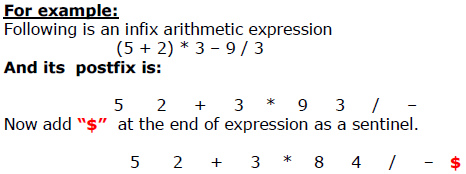 For example:
Following is an infix arithmetic expression
(5 + 2) * 3 – 9 / 3
And its postfix is:
5 2 + 3 * 9 3 / –
Now add “$” at the end of expression as a sentinel.
5 2 + 3 * 8 4 / – $